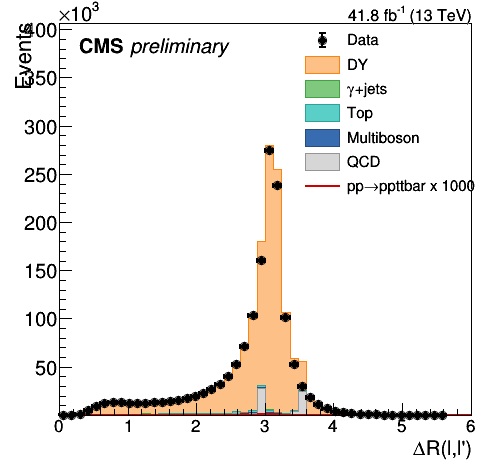 ×10³
41.8 fb⁻¹ (13 TeV)
Events
CMS preliminary
Data
DY
γ+jets
Top
Multiboson
QCD
pp→ppttbar x 1000
400
350
300
250
200
150
100
50
0 1 2 3 4 5 6
ΔR(l,l')